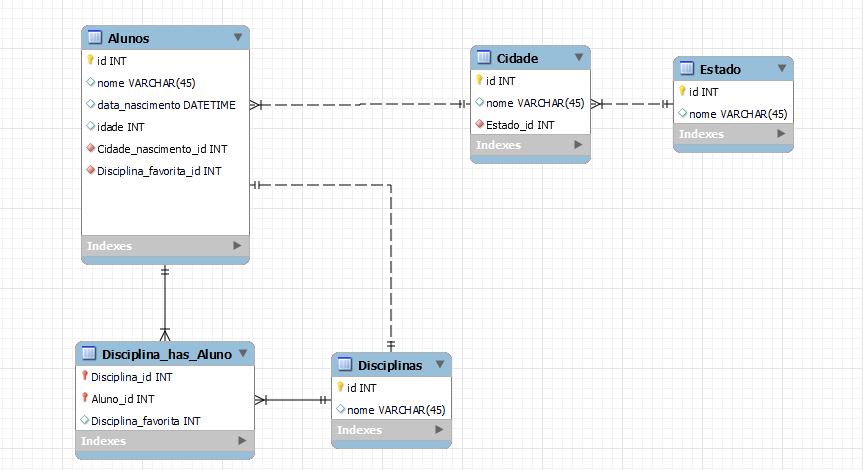 Alunos
id INT
nome VARCHAR(45)
data_nascimento DATETIME
idade INT
Cidade_nascimento_id INT
Disciplina_favorita_id INT
Indexes
Cidade
id INT
nome VARCHAR(45)
Estado_id INT
Indexes
Estado
id INT
nome VARCHAR(45)
Indexes
Disciplina_has_Aluno
Disciplina_id INT
Aluno_id INT
Disciplina_favorita INT
Indexes
Disciplinas
id INT
nome VARCHAR(45)
Indexes